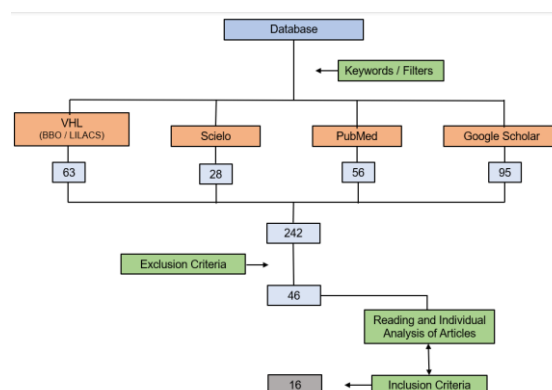 Database
Keywords / Filters
VHL
(BBO / LILACS)
Scielo
PubMed
Google Scholar
63
28
56
95
242
Exclusion Criteria
46
Reading and Individual
Analysis of Articles
16
Inclusion Criteria